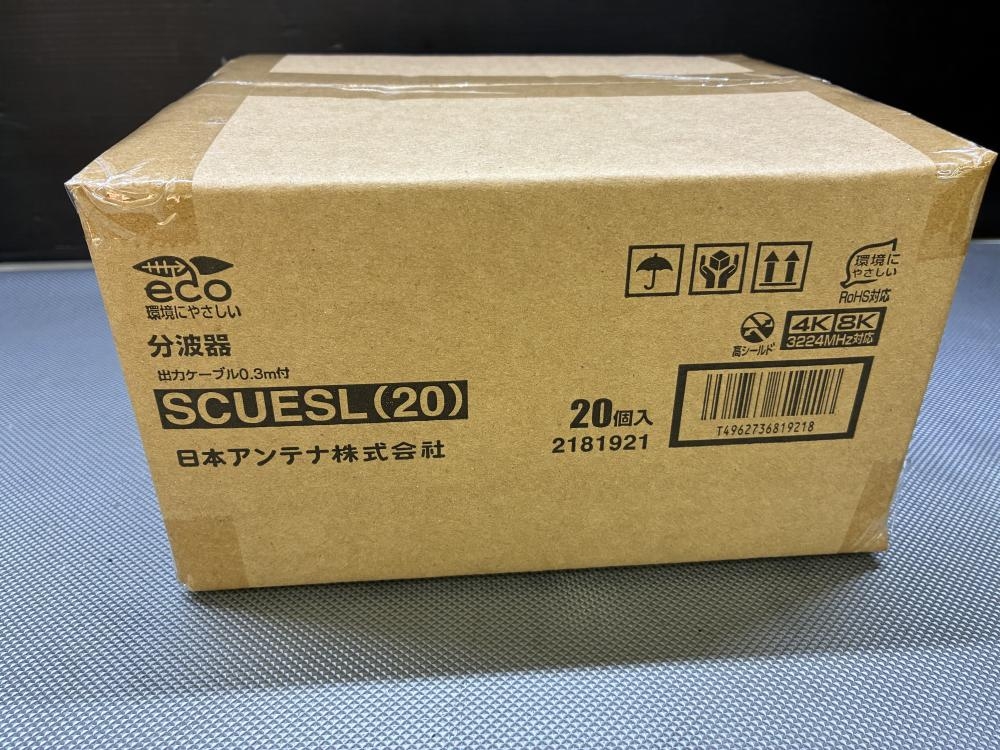 eco
環境にやさしい
分波器
出力ケーブル0.3m付
SCUESL(20)
日本アンテナ株式会社
20個入
2181921
環境に
やさしい
RoHS対応
高シールド
4K 8K
3224MHz対応
T4962736819218